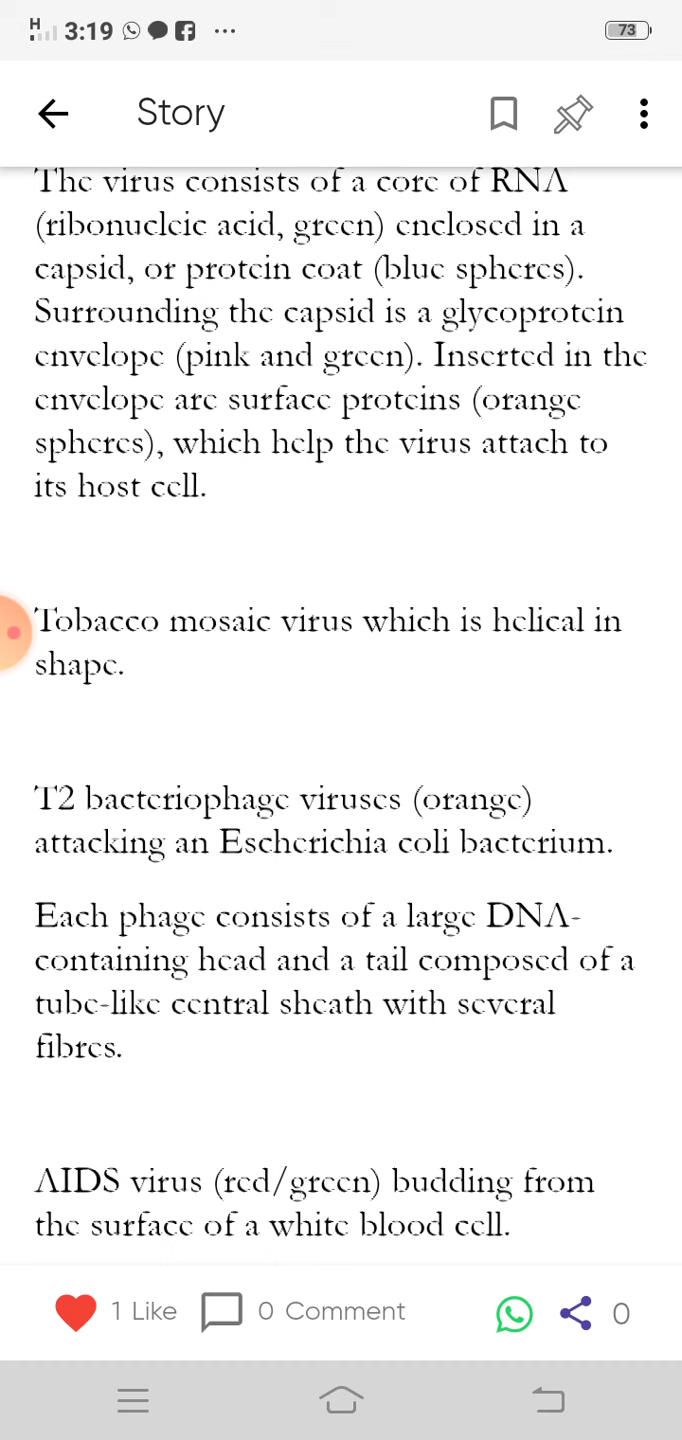 H
3:19
...
73
Story
The virus consists of a core of RNA
(ribonucleic acid, green) enclosed in a
capsid, or protein coat (blue spheres).
Surrounding the capsid is a glycoprotein
envelope (pink and green). Inserted in the
envelope are surface proteins (orange
spheres), which help the virus attach to
its host cell.
Tobacco mosaic virus which is helical in
shape.
T2 bacteriophage viruses (orange)
attacking an Escherichia coli bacterium.
Each phage consists of a large DNA-
containing head and a tail composed of a
tube-like central sheath with several
fibres.
AIDS virus (red/green) budding from
the surface of a white blood cell.
1 Like 0 Comment 0